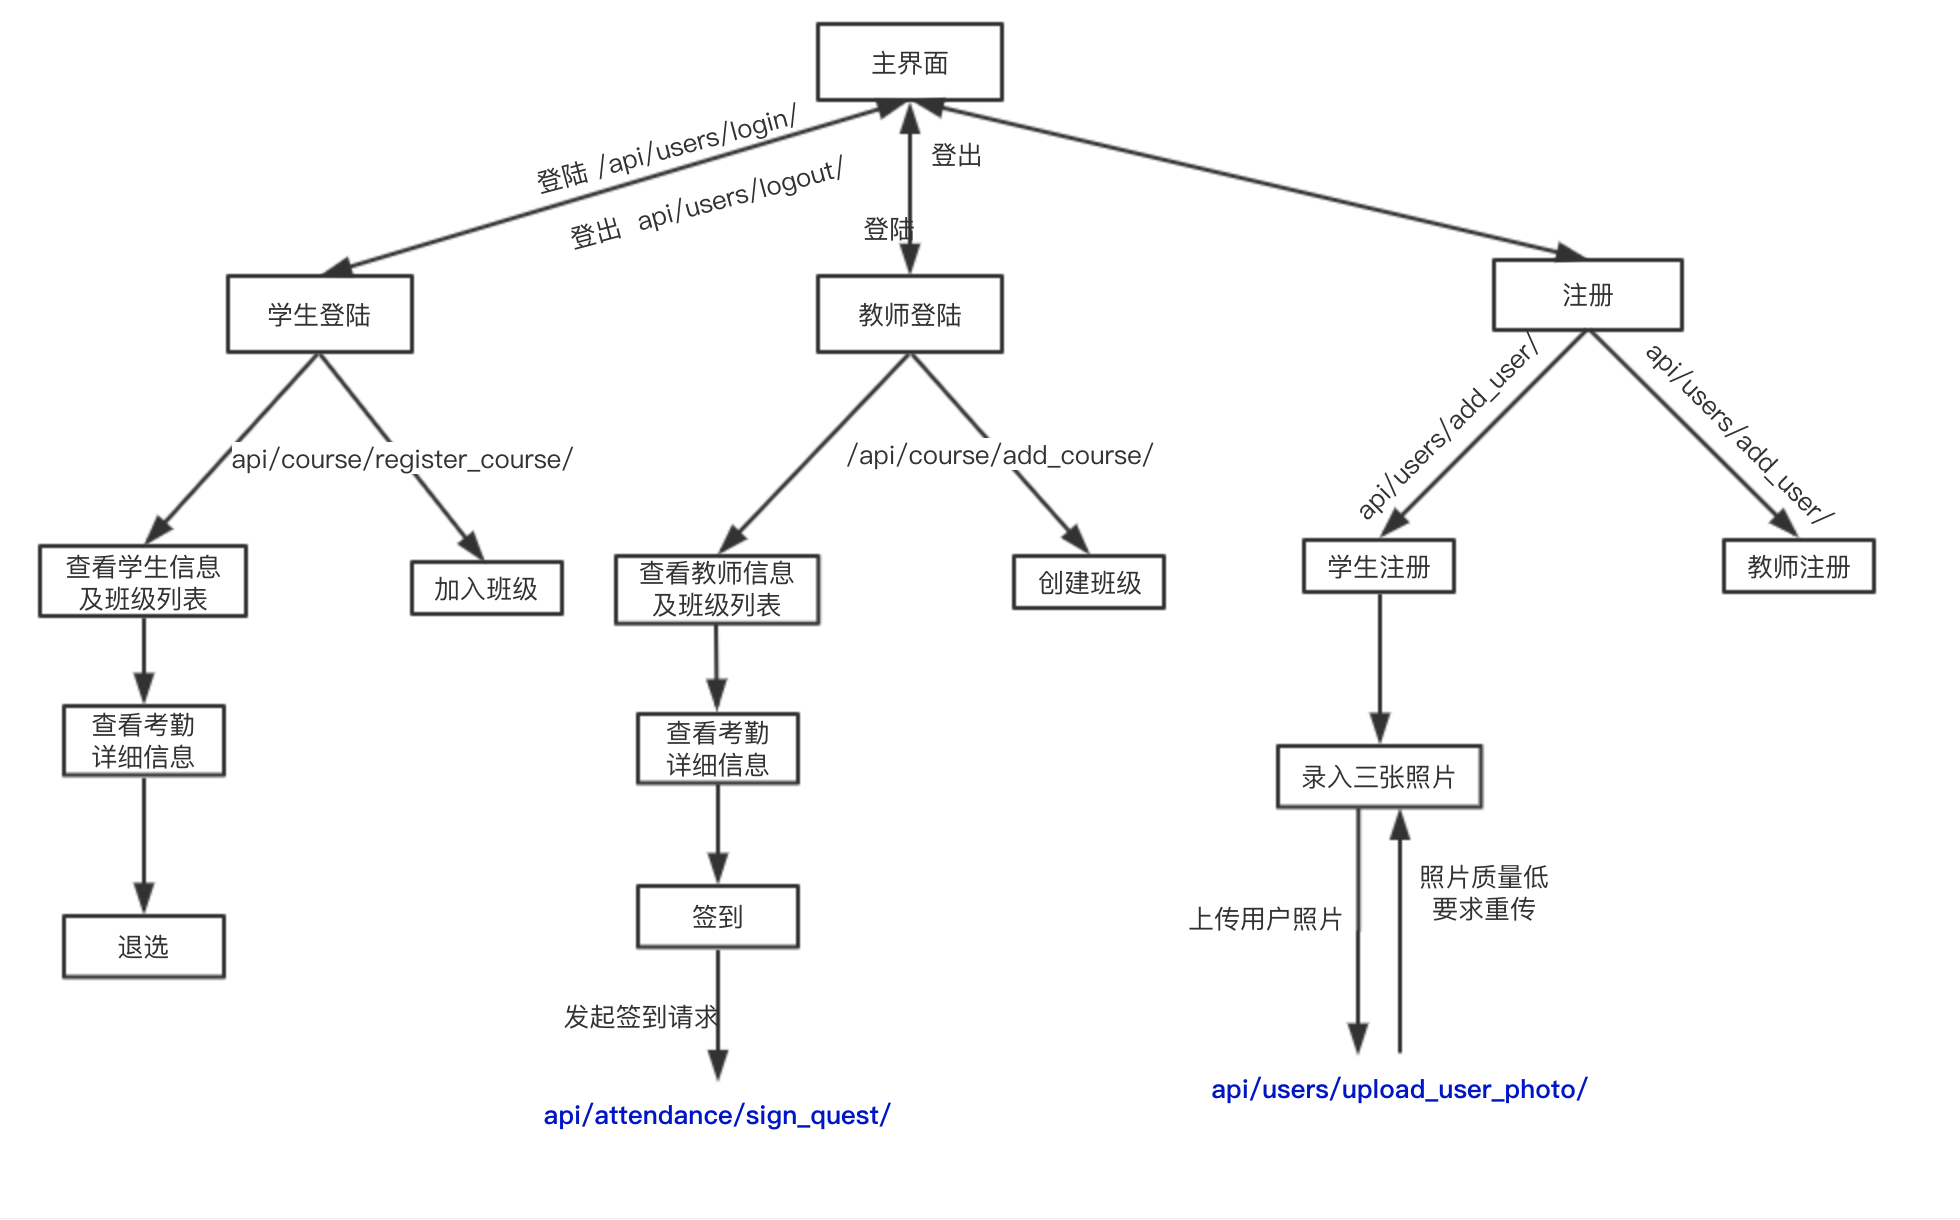 主界面
登陆 /api/users/login/
登出 api/users/logout/
登出
登陆
学生登陆
教师登陆
注册
api/course/register_course/
/api/course/add_course/
api/users/add_user/
api/users/add_user/
查看学生信息
及班级列表
加入班级
查看教师信息
及班级列表
创建班级
学生注册
教师注册
查看考勤
详细信息
查看考勤
详细信息
录入三张照片
退选
签到
上传用户照片
照片质量低
要求重传
发起签到请求
api/attendance/sign_quest/
api/users/upload_user_photo/